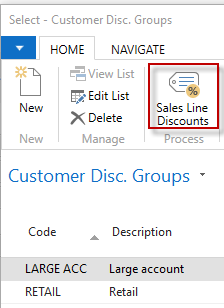 Select - Customer Disc. Groups
HOME NAVIGATE
New
View List
Edit List
Delete
Sales Line
Discounts
New Manage Process
Customer Disc. Groups
Code Description
LARGE ACC Large account
RETAIL Retail